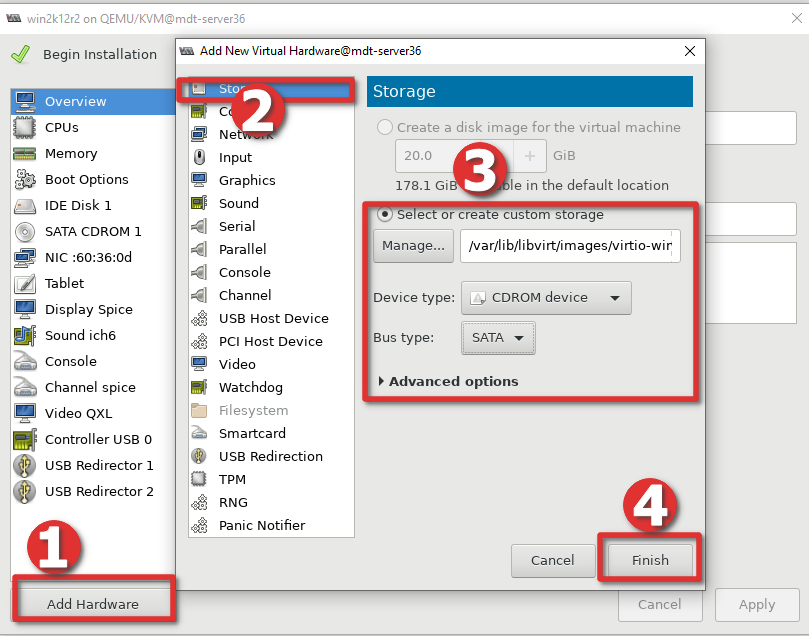 win2k12r2 on QEMU/KVM@mdt-server36
Begin Installation
Overview
CPUs
Memory
Boot Options
IDE Disk 1
SATA CDROM 1
NIC :60:36:0d
Tablet
Display Spice
Sound ich6
Console
Channel spice
Video QXL
Controller USB 0
USB Redirector 1
USB Redirector 2
1
Add Hardware
Add New Virtual Hardware@mdt-server36
2
Network
Input
Graphics
Sound
Serial
Parallel
Console
Channel
USB Host Device
PCI Host Device
Video
Watchdog
Filesystem
Smartcard
USB Redirection
TPM
RNG
Panic Notifier
Storage
Create a disk image for the virtual machine
20.0 + GiB
3
178.1 GiB in the default location
Select or create custom storage
Manage... /var/lib/libvirt/images/virtio-win
Device type: CDROM device
Bus type: SATA
Advanced options
4
Cancel Finish
Cancel Apply